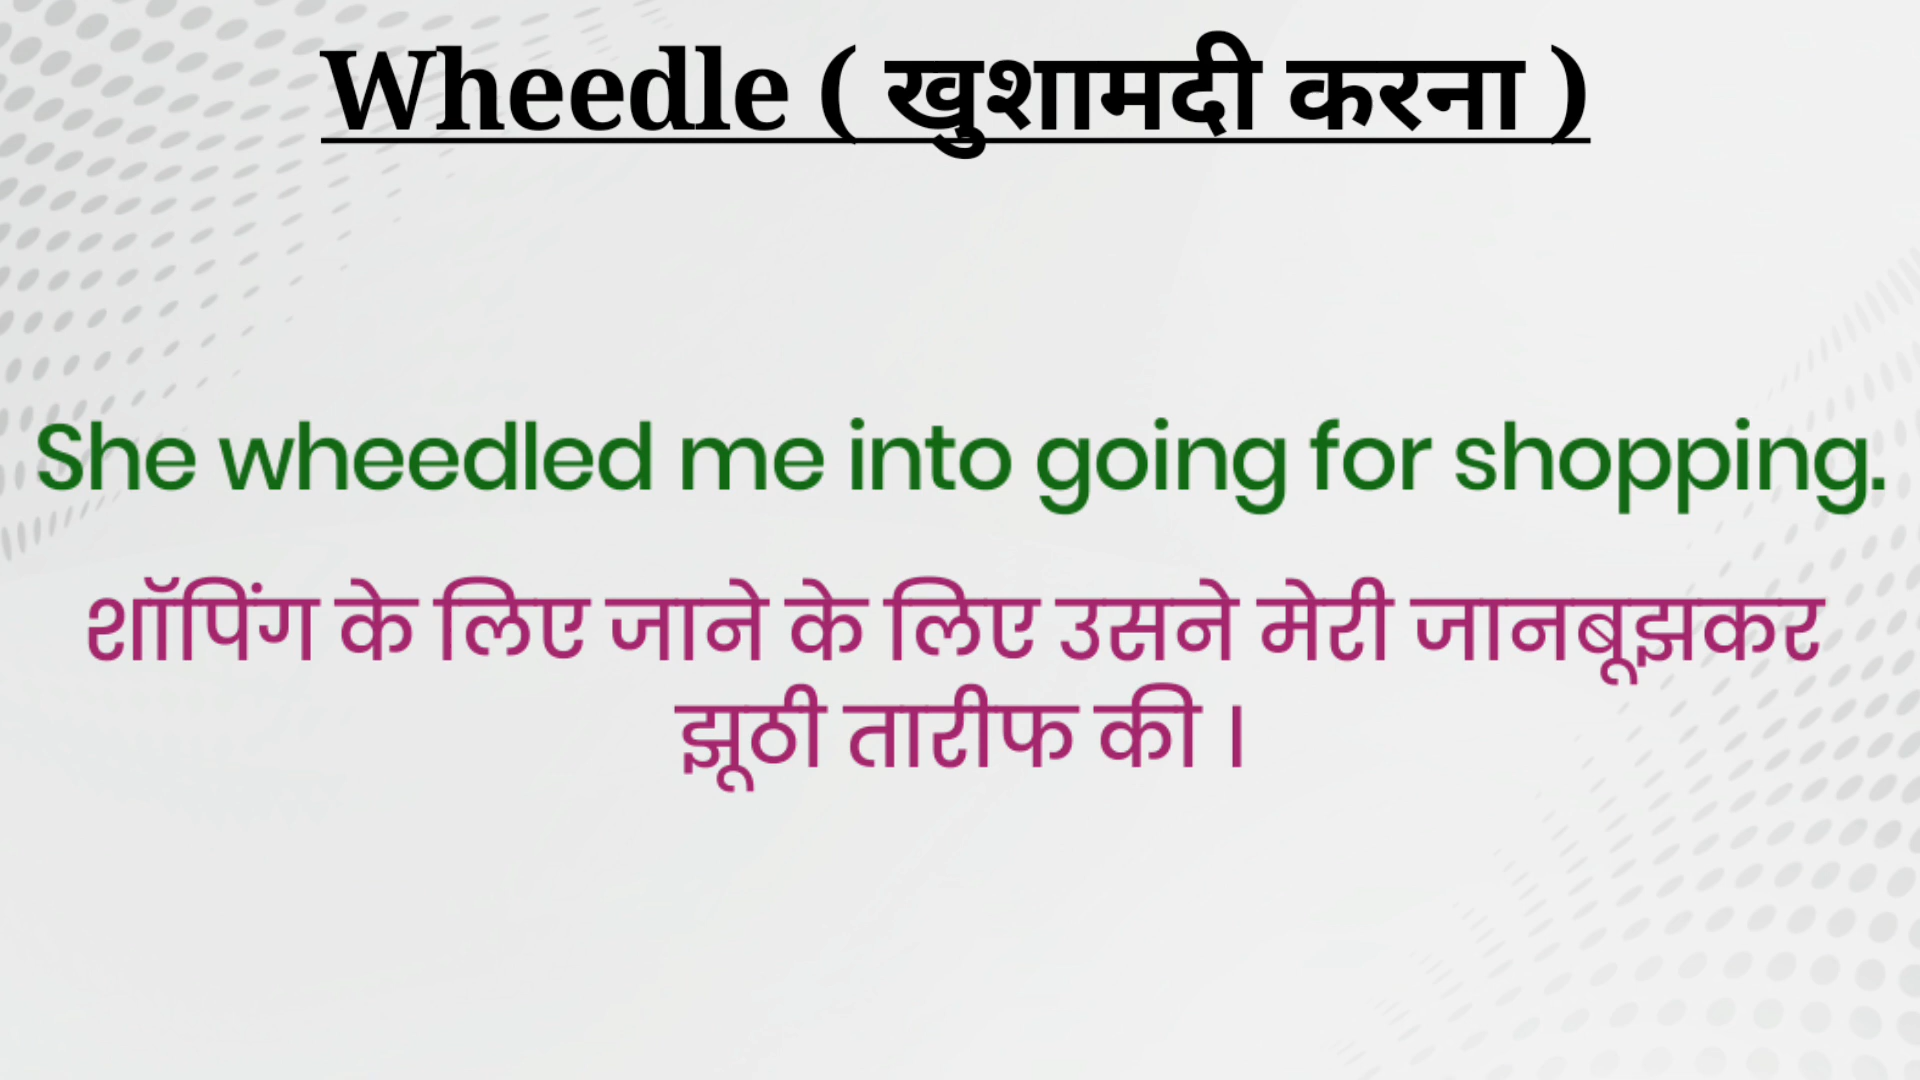 Wheedle ( खुशामदी करना )
She wheedled me into going for shopping.
शॉपिंग के लिए जाने के लिए उसने मेरी जानबूझकर
झूठी तारीफ की ।